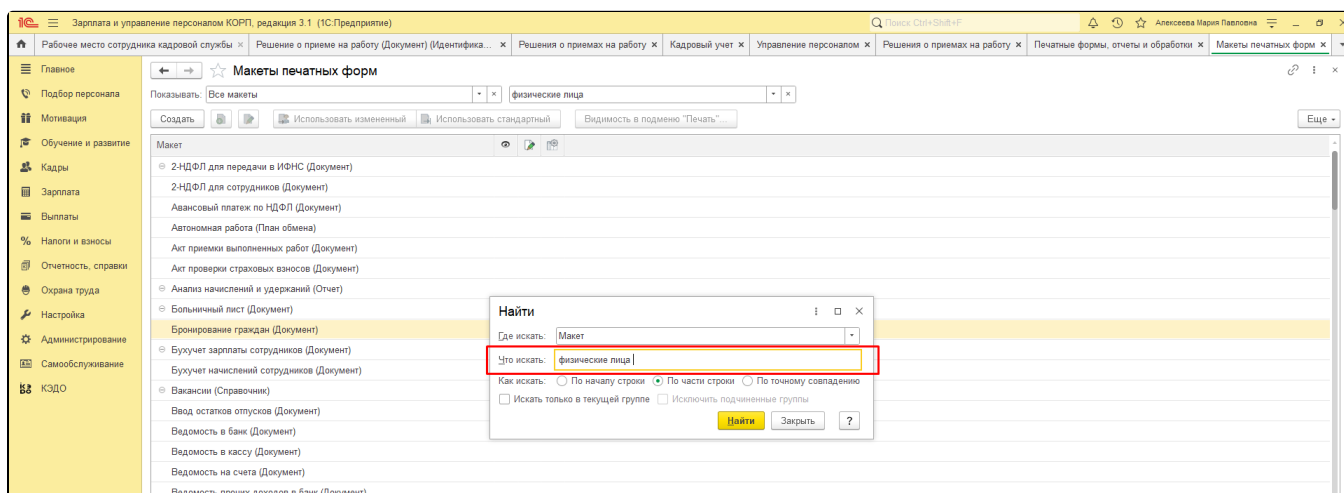 1С Зарплата и управление персоналом КОРП, редакция 3.1 (1С:Предприятие) Поиск Ctrl+Shift+F Алексеева Мария Павловна
Рабочее место сотрудника кадровой службы × Решение о приеме на работу (Документ) (Идентифика... × Решения о приемах на работу × Кадровый учет × Управление персоналом × Решения о приемах на работу × Печатные формы, отчеты и обработки × Макеты печатных форм ×
Главное
Подбор персонала
Мотивация
Обучение и развитие
Кадры
Зарплата
Выплаты
Налоги и взносы
Отчетность, справки
Охрана труда
Настройка
Администрирование
Самообслуживание
КЭДО
Макеты печатных форм
Показывать: Все макеты × физические лица ×
Создать Использовать измененный Использовать стандартный Видимость в подменю "Печать"... Еще
Макет
2-НДФЛ для передачи в ИФНС (Документ)
2-НДФЛ для сотрудников (Документ)
Авансовый платеж по НДФЛ (Документ)
Автономная работа (План обмена)
Акт приемки выполненных работ (Документ)
Акт проверки страховых взносов (Документ)
Анализ начислений и удержаний (Отчет)
Больничный лист (Документ)
Бронирование граждан (Документ)
Бухучет зарплаты сотрудников (Документ)
Бухучет начислений сотрудников (Документ)
Вакансии (Справочник)
Ввод остатков отпусков (Документ)
Ведомость в банк (Документ)
Ведомость в кассу (Документ)
Ведомость на счета (Документ)
Ведомость прочих доходов в банк (Документ)
Найти
Где искать: Макет
Что искать: физические лица
Как искать: По началу строки По части строки По точному совпадению
Искать только в текущей группе Исключить подчиненные группы
Найти Закрыть ?